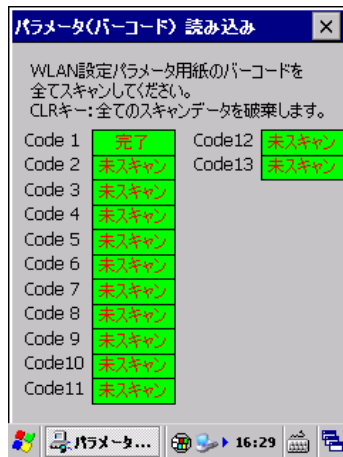 パラメータ(バーコード) 読み込み
WLAN設定パラメータ用紙のバーコードを
全てスキャンしてください。
CLRキー：全てのスキャンデータを破棄します。
Code 1 完了
Code 2 未スキャン
Code 3 未スキャン
Code 4 未スキャン
Code 5 未スキャン
Code 6 未スキャン
Code 7 未スキャン
Code 8 未スキャン
Code 9 未スキャン
Code10 未スキャン
Code11 未スキャン
Code12 未スキャン
Code13 未スキャン
パラメータ... 16:29